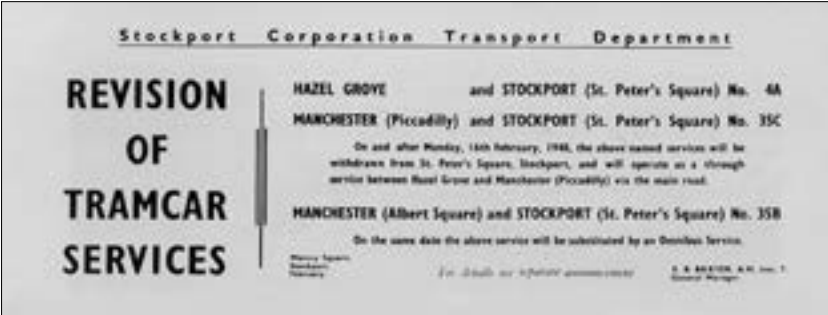 Stockport Corporation Transport Department
REVISION
OF
TRAMCAR
SERVICES
HAZEL GROVE and STOCKPORT (St. Peter's Square) No. 4A
MANCHESTER (Piccadilly) and STOCKPORT (St. Peter's Square) No. 35C
On and after Monday, 16th February, 1948, the above named services will be
withdrawn from St. Peter's Square, Stockport, and will operate as a through
service between Hazel Grove and Manchester (Piccadilly) via the main road.
MANCHESTER (Albert Square) and STOCKPORT (St. Peter's Square) No. 35B
On the same date the above service will be substituted by an Omnibus Service.
Mersey Square,
Stockport.
February
For details see separate announcement
General Manager.